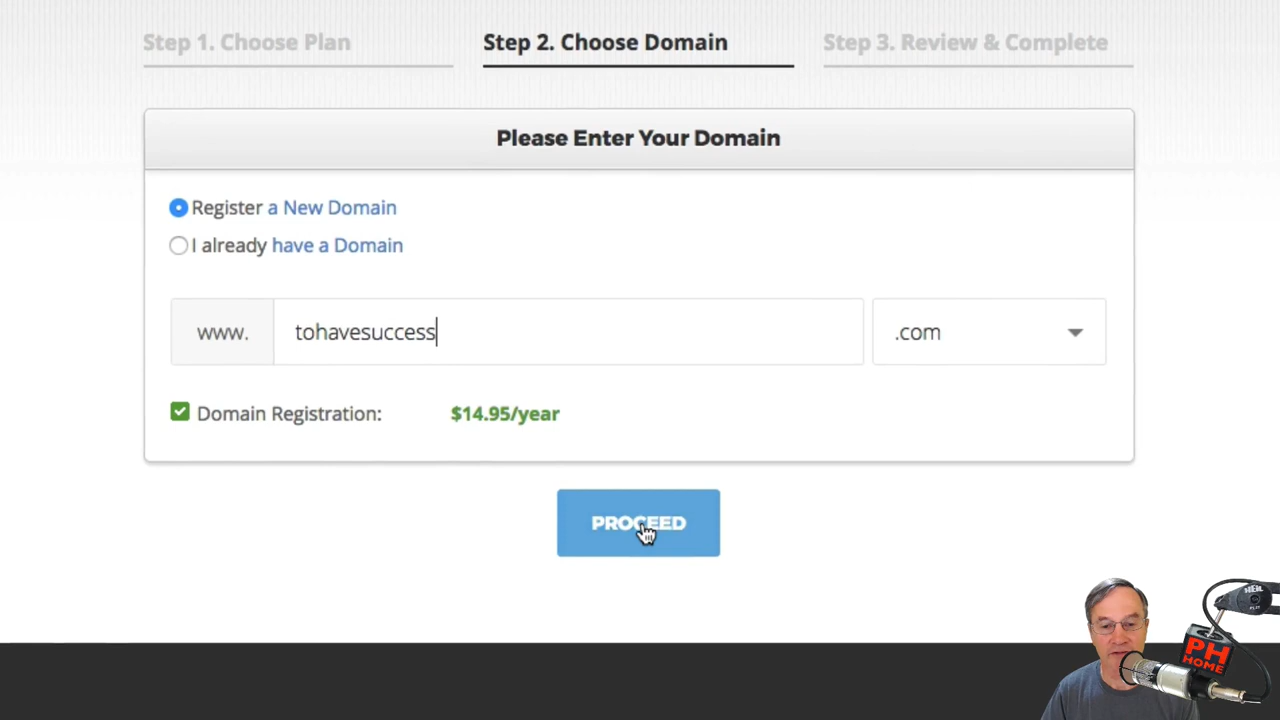 Step 1. Choose Plan
Step 2. Choose Domain
Step 3. Review & Complete
Please Enter Your Domain
Register a New Domain
I already have a Domain
www.
tohavesuccess
.com
Domain Registration:
$14.95/year
PROCEED
HEIL
PH
HOME